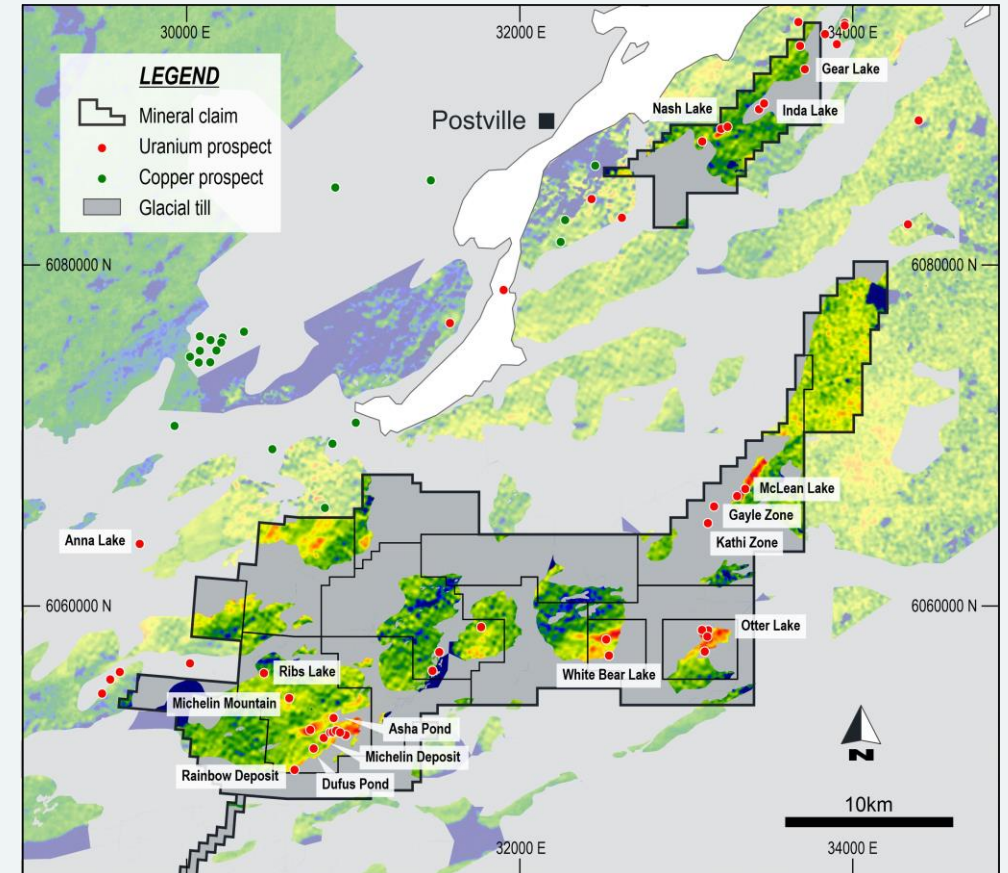 30000 E
32000 E
34000 E
LEGEND
Mineral claim
Uranium prospect
Copper prospect
Glacial till
Postville
Gear Lake
Nash Lake
Inda Lake
6080000 N
6080000 N
McLean Lake
Gayle Zone
Kathi Zone
Anna Lake
6060000 N
6060000 N
Otter Lake
Ribs Lake
White Bear Lake
Michelin Mountain
Asha Pond
Michelin Deposit
Rainbow Deposit
Dufus Pond
N
10km
32000 E
34000 E